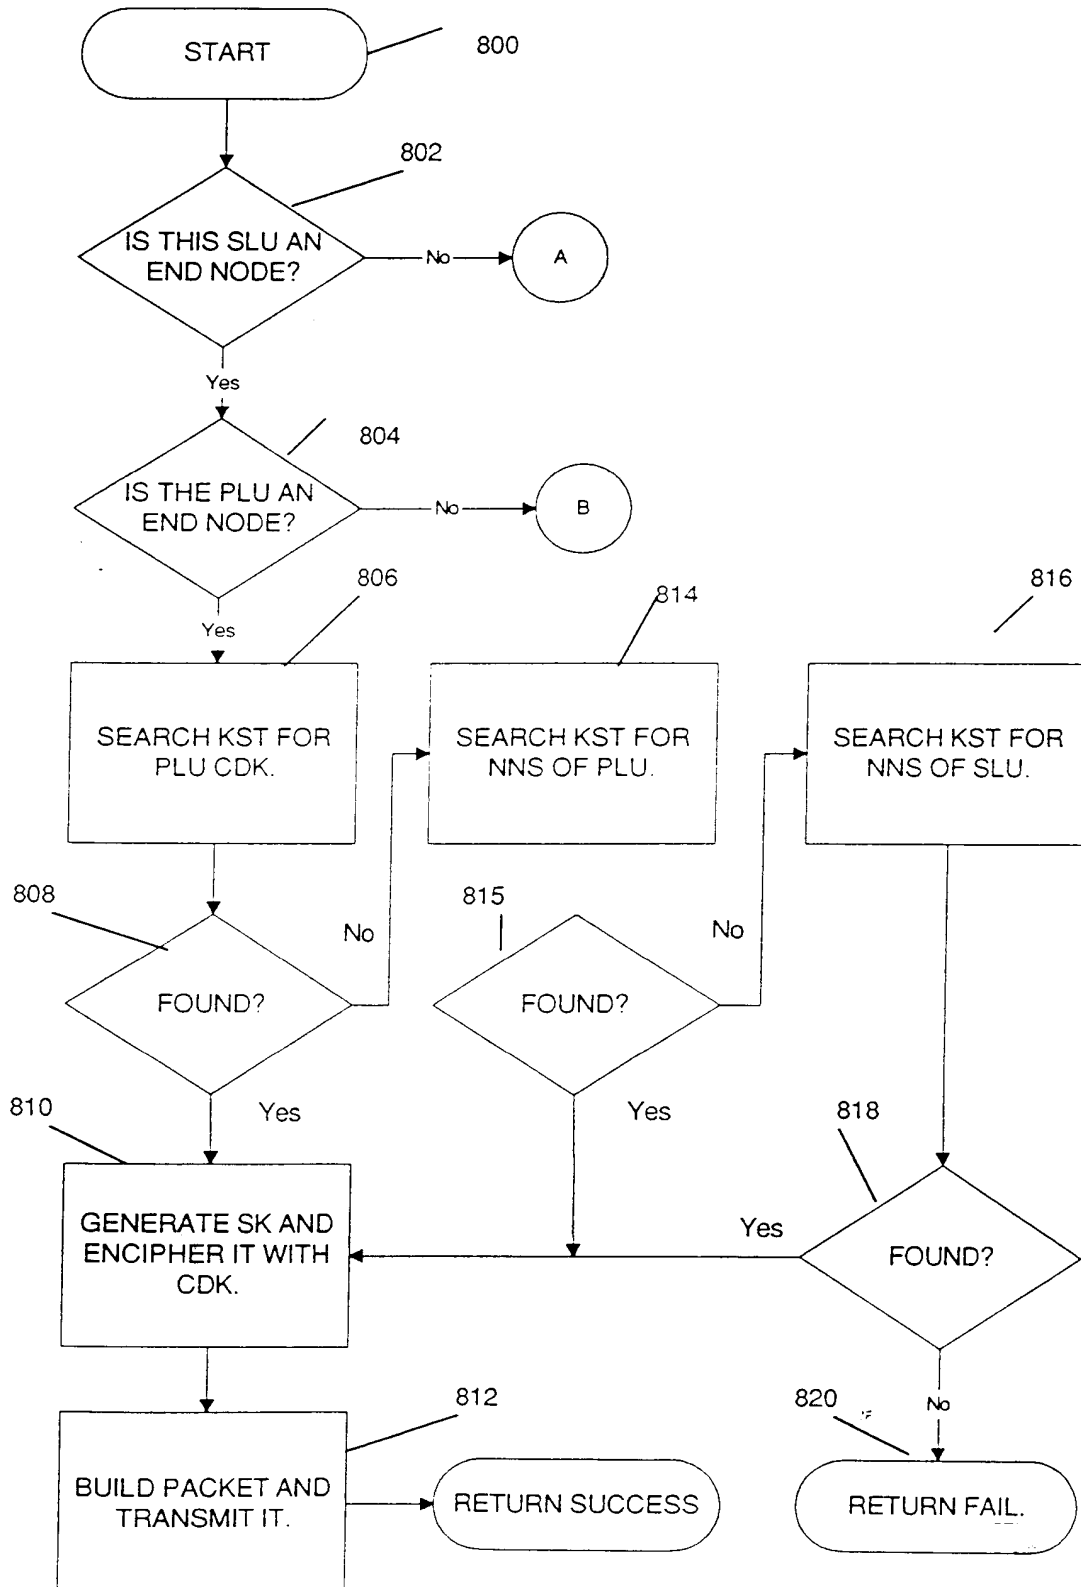 START
800
802
IS THIS SLU AN
END NODE?
No
A
Yes
804
IS THE PLU AN
END NODE?
No
B
Yes
806
814
816
SEARCH KST FOR
PLU CDK.
SEARCH KST FOR
NNS OF PLU.
SEARCH KST FOR
NNS OF SLU.
808
No
815
No
FOUND?
FOUND?
810
Yes
Yes
818
GENERATE SK AND
ENCIPHER IT WITH
CDK.
Yes
FOUND?
812
820
No
BUILD PACKET AND
TRANSMIT IT.
RETURN SUCCESS
RETURN FAIL.